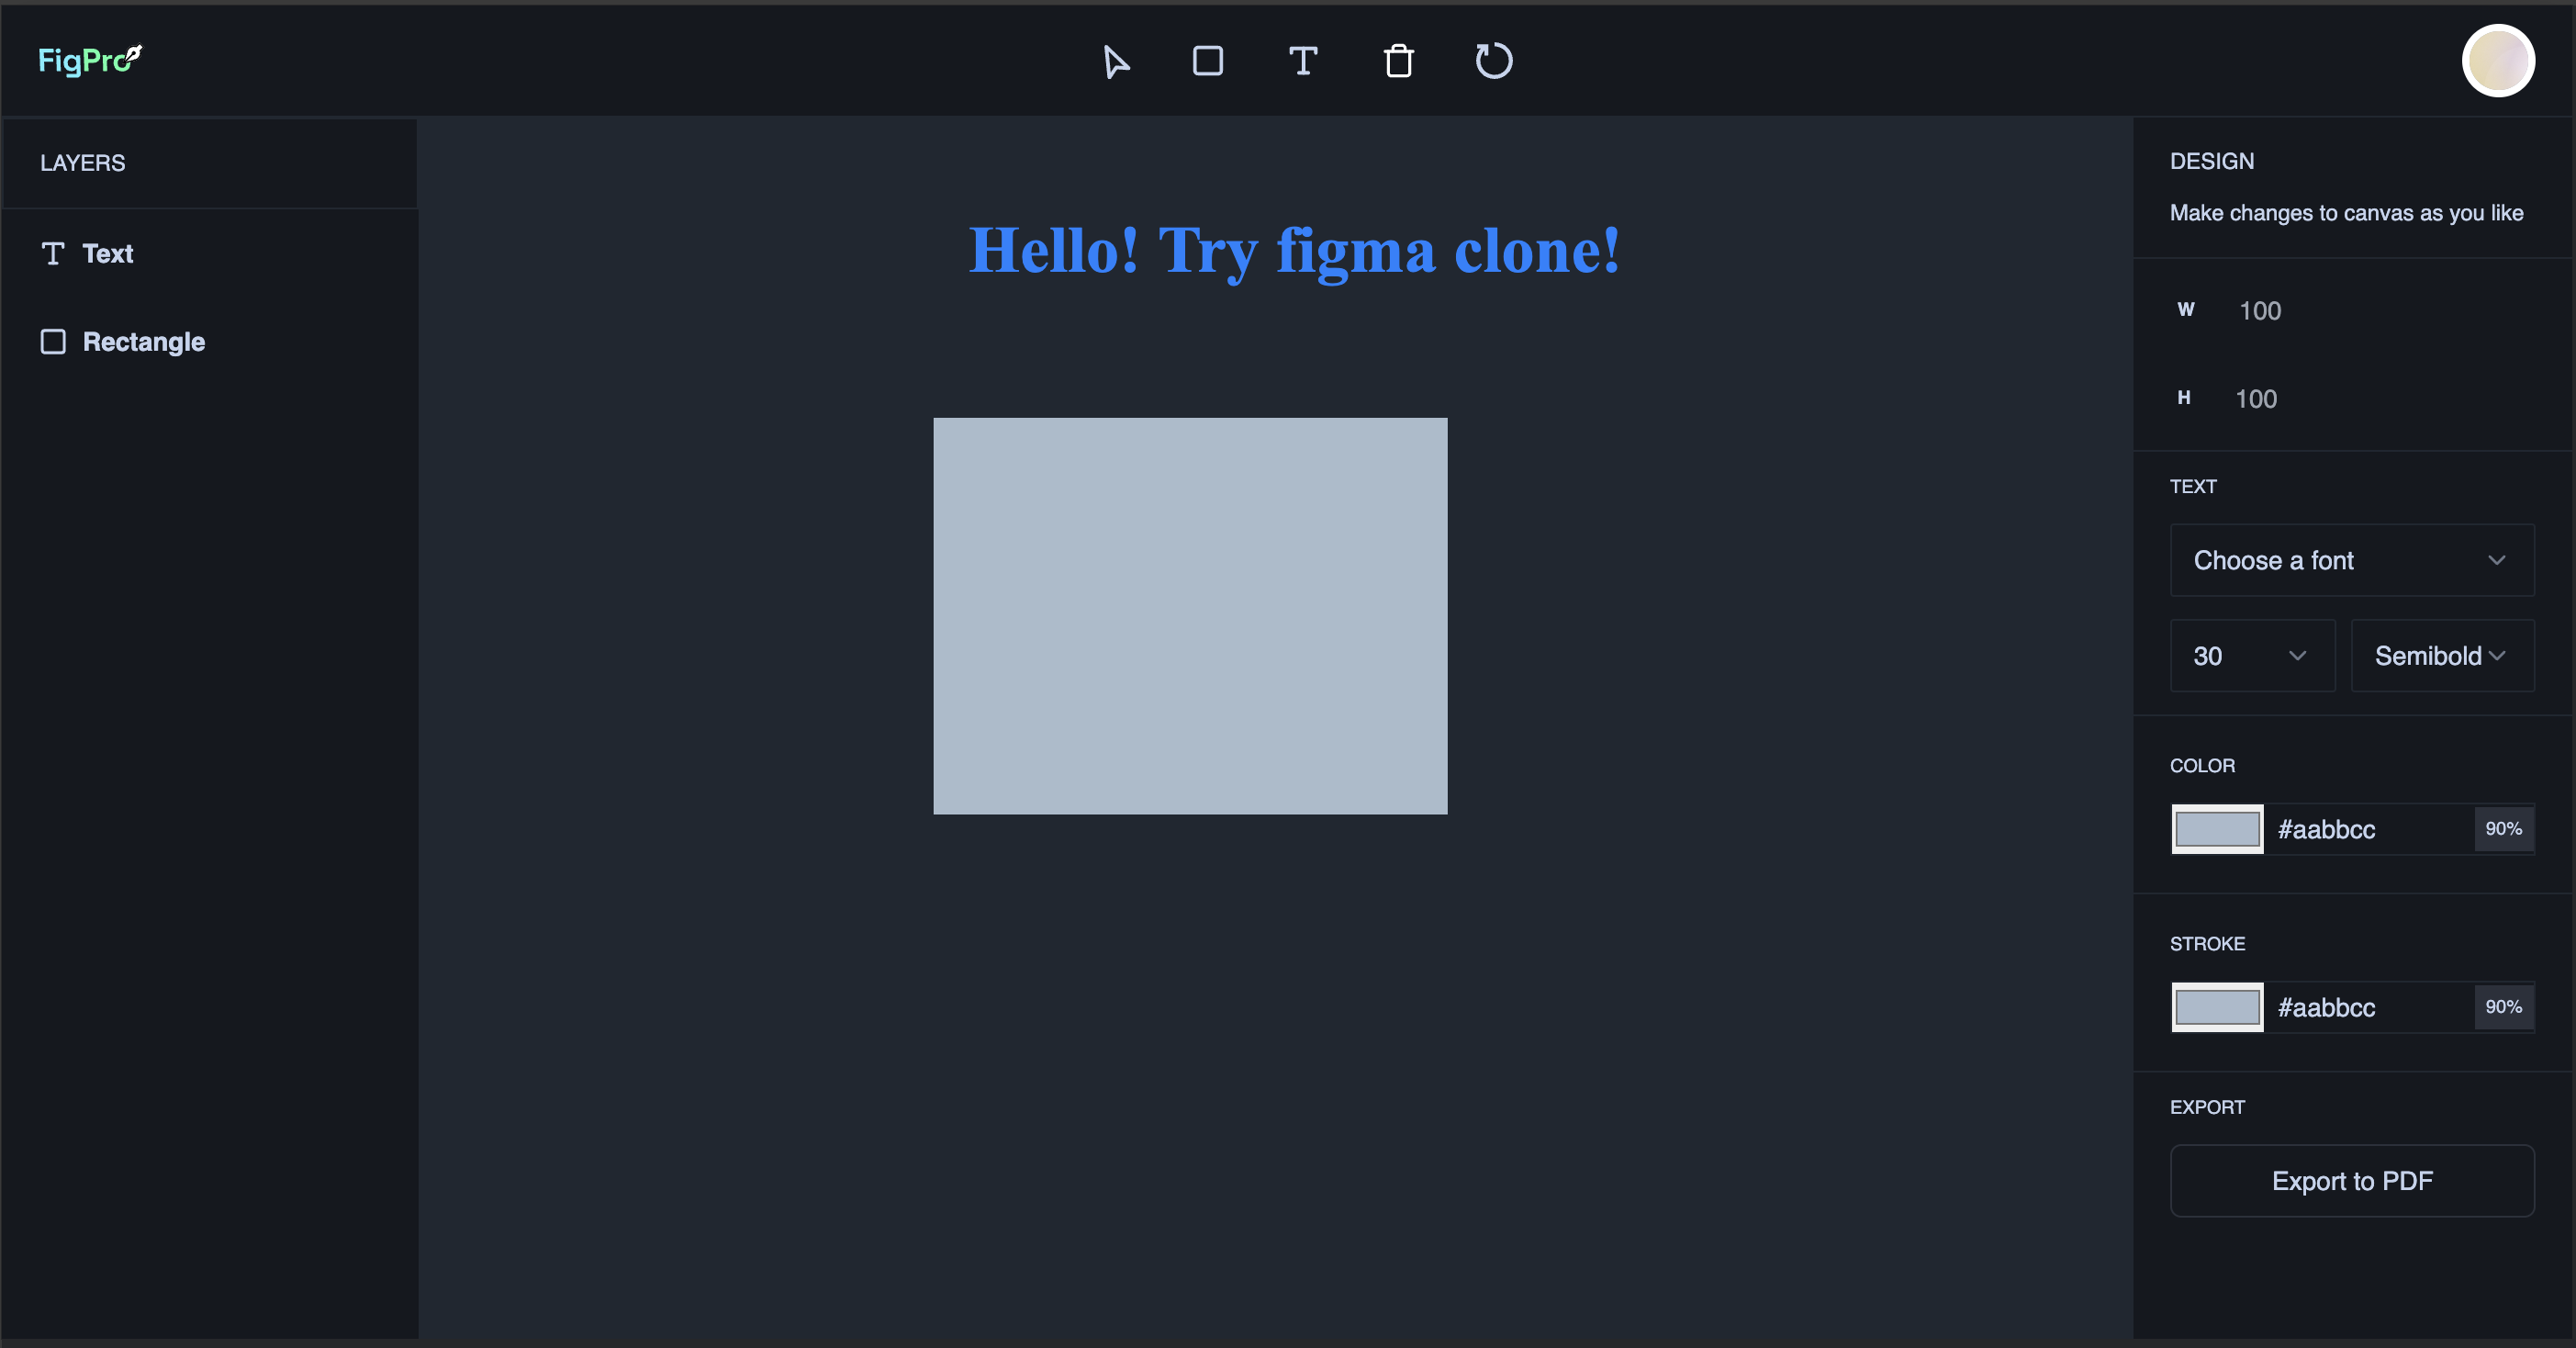 FigPro
LAYERS
Text
Rectangle
Hello! Try figma clone!
DESIGN
Make changes to canvas as you like
W 100
H 100
TEXT
Choose a font
30 Semibold
COLOR
#aabbcc 90%
STROKE
#aabbcc 90%
EXPORT
Export to PDF